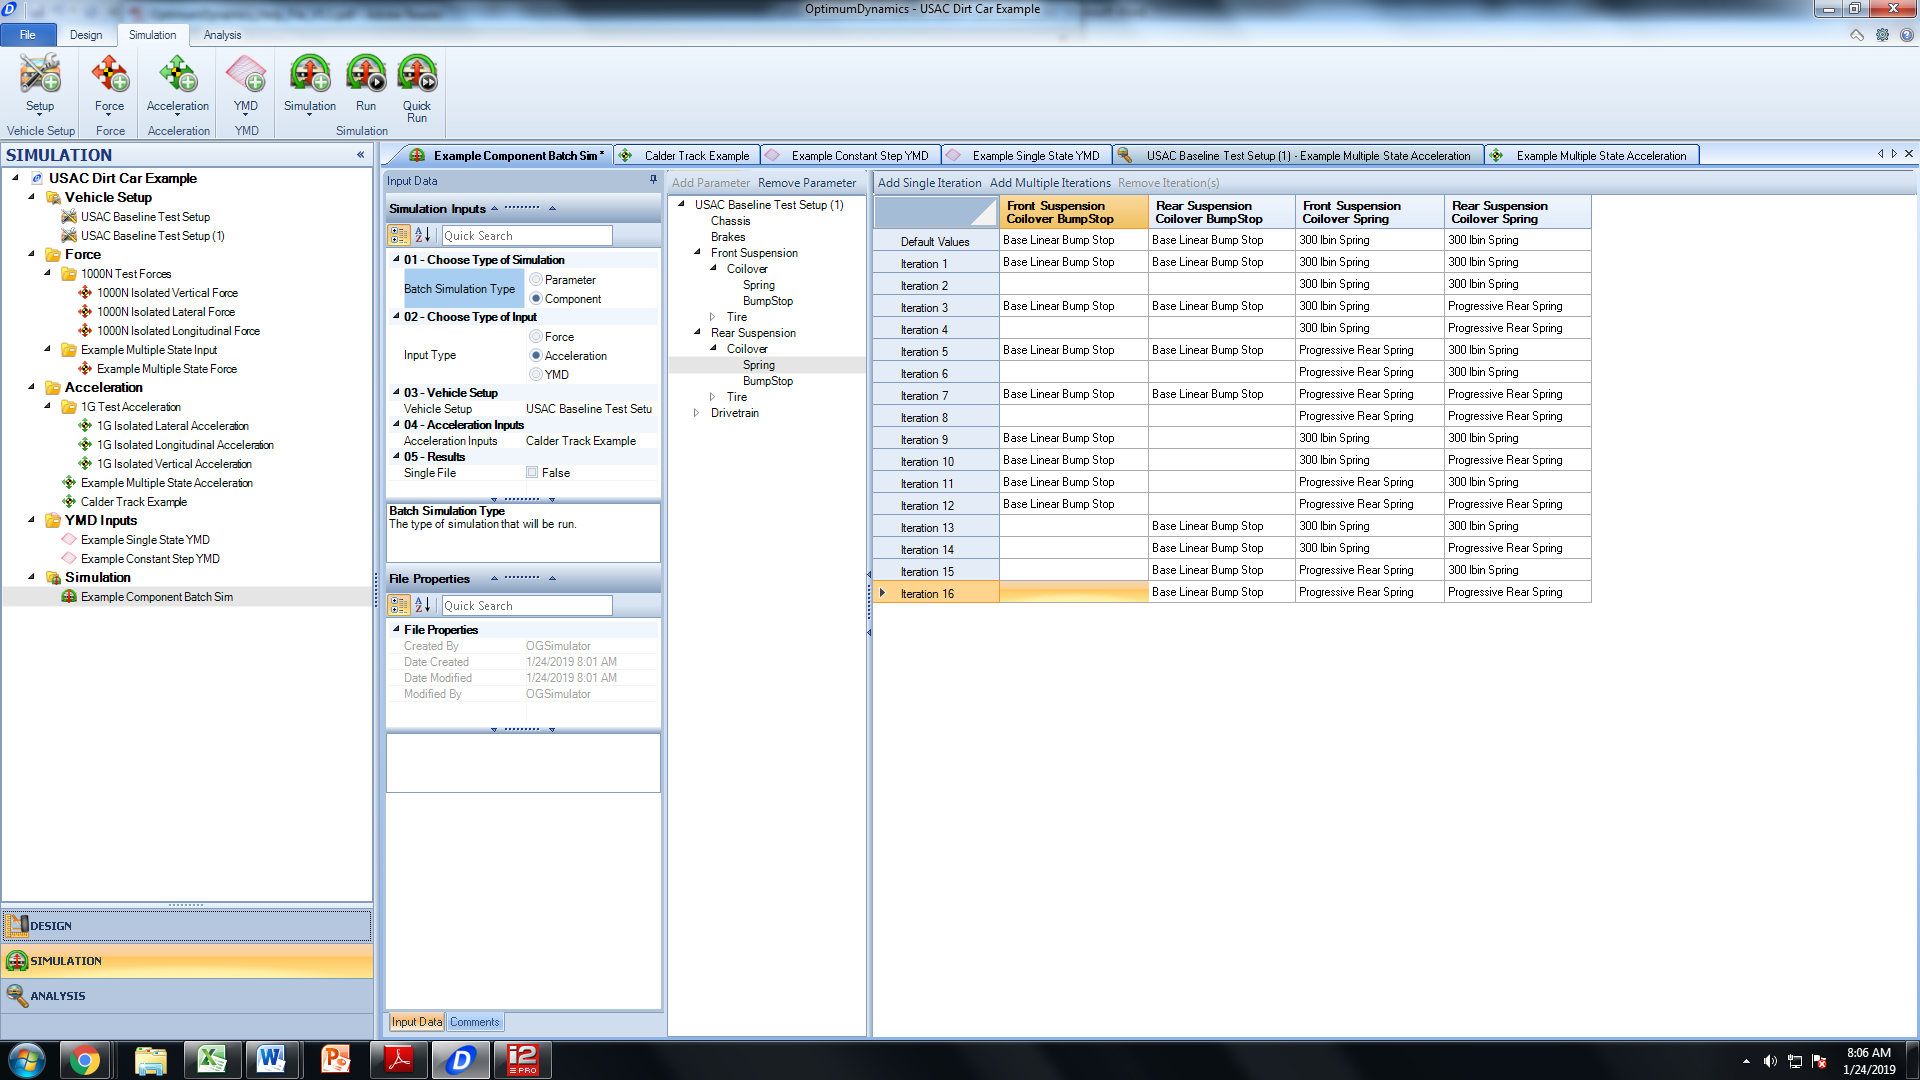 OptimumDynamics - USAC Dirt Car Example
File
Design
Simulation
Analysis
Setup
Force
Acceleration
YMD
Simulation
Run
Quick Run
Vehicle Setup
Force
Acceleration
YMD
Simulation
SIMULATION
USAC Dirt Car Example
Vehicle Setup
USAC Baseline Test Setup
USAC Baseline Test Setup (1)
Force
1000N Test Forces
1000N Isolated Vertical Force
1000N Isolated Lateral Force
1000N Isolated Longitudinal Force
Example Multiple State Input
Example Multiple State Force
Acceleration
1G Test Acceleration
1G Isolated Lateral Acceleration
1G Isolated Longitudinal Acceleration
1G Isolated Vertical Acceleration
Example Multiple State Acceleration
Calder Track Example
YMD Inputs
Example Single State YMD
Example Constant Step YMD
Simulation
Example Component Batch Sim
DESIGN
SIMULATION
ANALYSIS
Example Component Batch Sim *
Calder Track Example
Example Constant Step YMD
Example Single State YMD
USAC Baseline Test Setup (1) - Example Multiple State Acceleration
Example Multiple State Acceleration
Input Data
Simulation Inputs
Quick Search
01 - Choose Type of Simulation
Batch Simulation Type
Parameter
Component
02 - Choose Type of Input
Input Type
Force
Acceleration
YMD
03 - Vehicle Setup
Vehicle Setup USAC Baseline Test Setu
04 - Acceleration Inputs
Acceleration Inputs Calder Track Example
05 - Results
Single File False
Batch Simulation Type
The type of simulation that will be run.
File Properties
Quick Search
File Properties
Created By OGSimulator
Date Created 1/24/2019 8:01 AM
Date Modified 1/24/2019 8:01 AM
Modified By OGSimulator
Input Data
Comments
Add Parameter Remove Parameter
USAC Baseline Test Setup (1)
Chassis
Brakes
Front Suspension
Coilover
Spring
BumpStop
Tire
Rear Suspension
Coilover
Spring
BumpStop
Tire
Drivetrain
Add Single Iteration Add Multiple Iterations Remove Iteration(s)
Front Suspension Coilover BumpStop
Rear Suspension Coilover BumpStop
Front Suspension Coilover Spring
Rear Suspension Coilover Spring
Default Values Base Linear Bump Stop Base Linear Bump Stop 300 lbin Spring 300 lbin Spring
Iteration 1 Base Linear Bump Stop Base Linear Bump Stop 300 lbin Spring 300 lbin Spring
Iteration 2 300 lbin Spring 300 lbin Spring
Iteration 3 Base Linear Bump Stop Base Linear Bump Stop 300 lbin Spring Progressive Rear Spring
Iteration 4 300 lbin Spring Progressive Rear Spring
Iteration 5 Base Linear Bump Stop Base Linear Bump Stop Progressive Rear Spring 300 lbin Spring
Iteration 6 Progressive Rear Spring 300 lbin Spring
Iteration 7 Base Linear Bump Stop Base Linear Bump Stop Progressive Rear Spring Progressive Rear Spring
Iteration 8 Progressive Rear Spring Progressive Rear Spring
Iteration 9 Base Linear Bump Stop 300 lbin Spring 300 lbin Spring
Iteration 10 Base Linear Bump Stop 300 lbin Spring Progressive Rear Spring
Iteration 11 Base Linear Bump Stop Progressive Rear Spring 300 lbin Spring
Iteration 12 Base Linear Bump Stop Progressive Rear Spring Progressive Rear Spring
Iteration 13 Base Linear Bump Stop 300 lbin Spring 300 lbin Spring
Iteration 14 Base Linear Bump Stop 300 lbin Spring Progressive Rear Spring
Iteration 15 Base Linear Bump Stop Progressive Rear Spring 300 lbin Spring
Iteration 16 Base Linear Bump Stop Progressive Rear Spring Progressive Rear Spring
i2 PRO
8:06 AM
1/24/2019